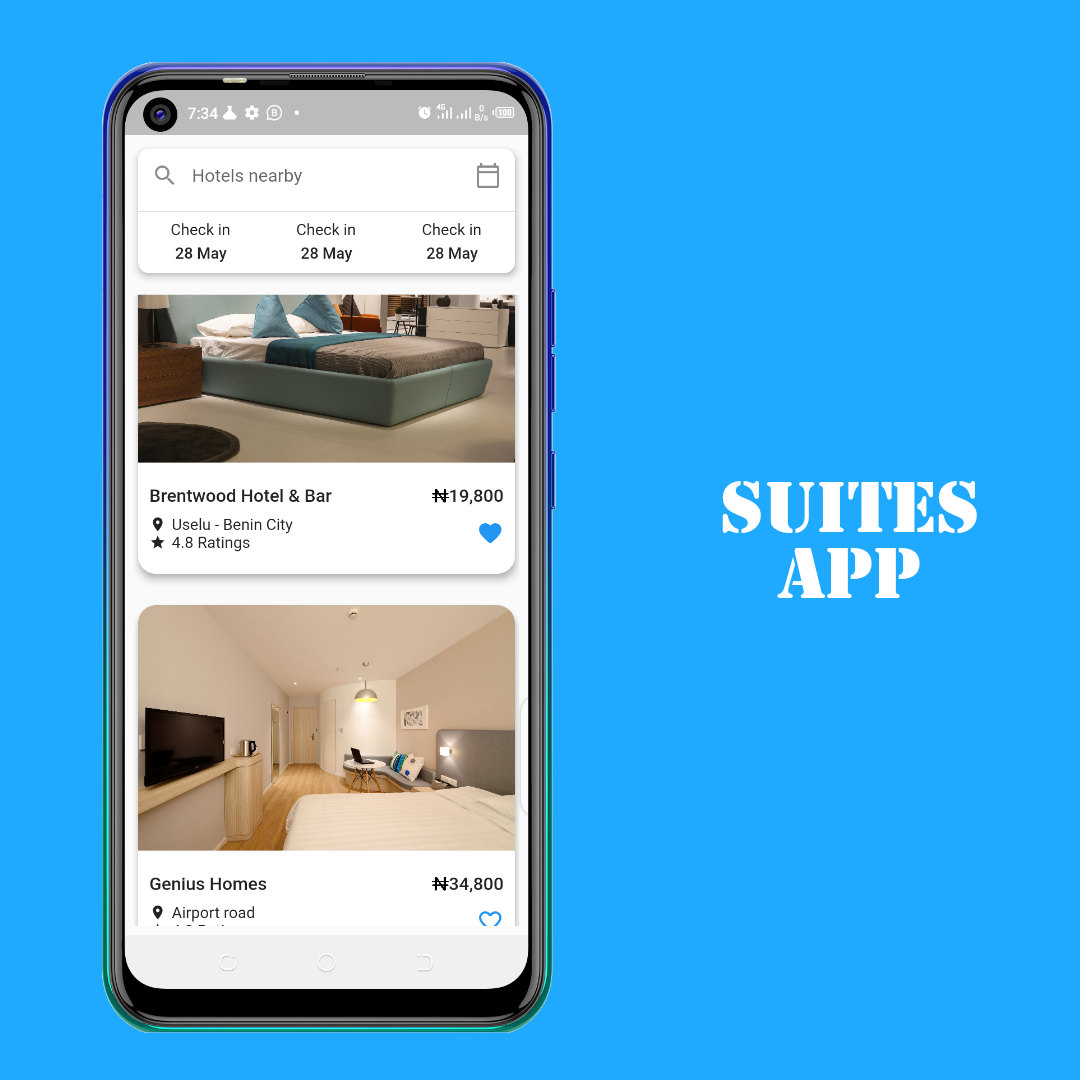 7:34
4G
0
B/s
100
Hotels nearby
Check in Check in Check in
28 May 28 May 28 May
Brentwood Hotel & Bar ₦19,800
Uselu - Benin City
4.8 Ratings
Genius Homes ₦34,800
Airport road
SUITES
APP